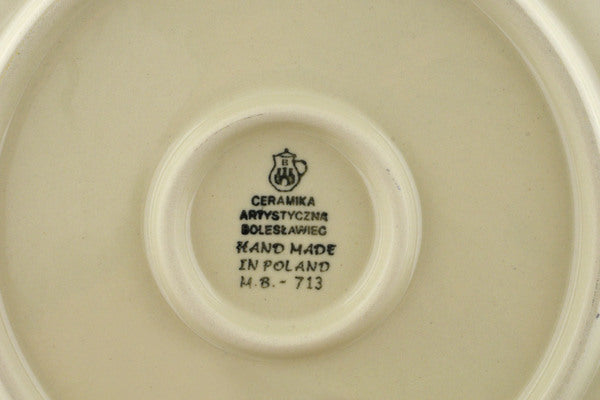 B
CERAMIKA
ARTYSTYCZNA
BOLESŁAWIEC
HAND MADE
IN POLAND
M.B. - 713